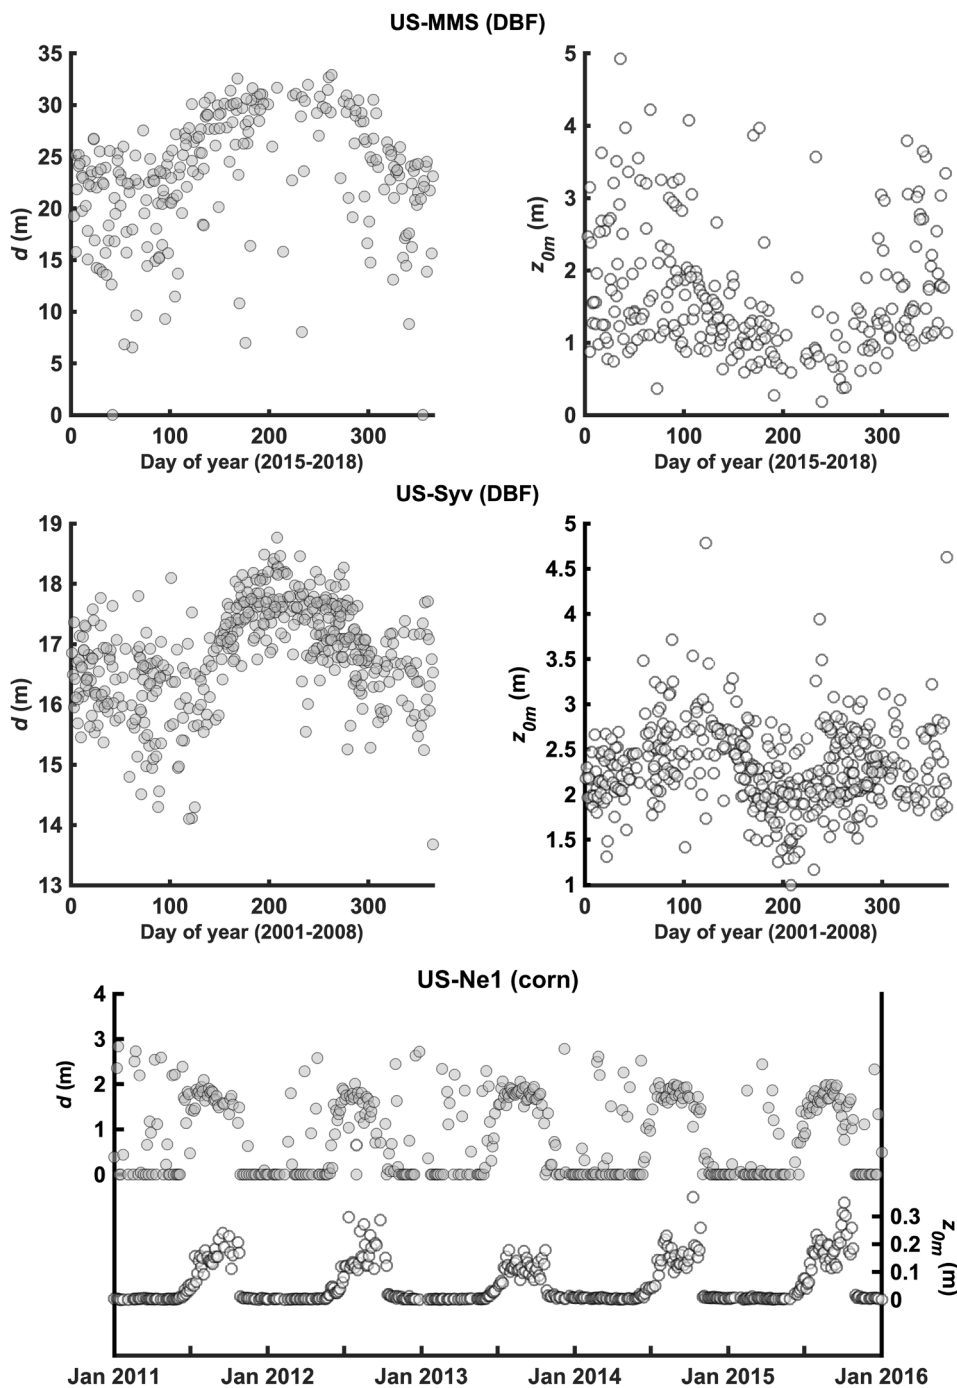 US-MMS (DBF)
35
30
25
20
15
10
5
0
d (m)
0 100 200 300
Day of year (2015-2018)
5
4
3
2
1
0
z0m (m)
0 100 200 300
Day of year (2015-2018)
US-Syv (DBF)
19
18
17
16
15
14
13
d (m)
0 100 200 300
Day of year (2001-2008)
5
4.5
4
3.5
3
2.5
2
1.5
1
z0m (m)
0 100 200 300
Day of year (2001-2008)
US-Ne1 (corn)
4
3
2
1
0
d (m)
0.3
0.2
0.1
0
z0m (m)
Jan 2011 Jan 2012 Jan 2013 Jan 2014 Jan 2015 Jan 2016